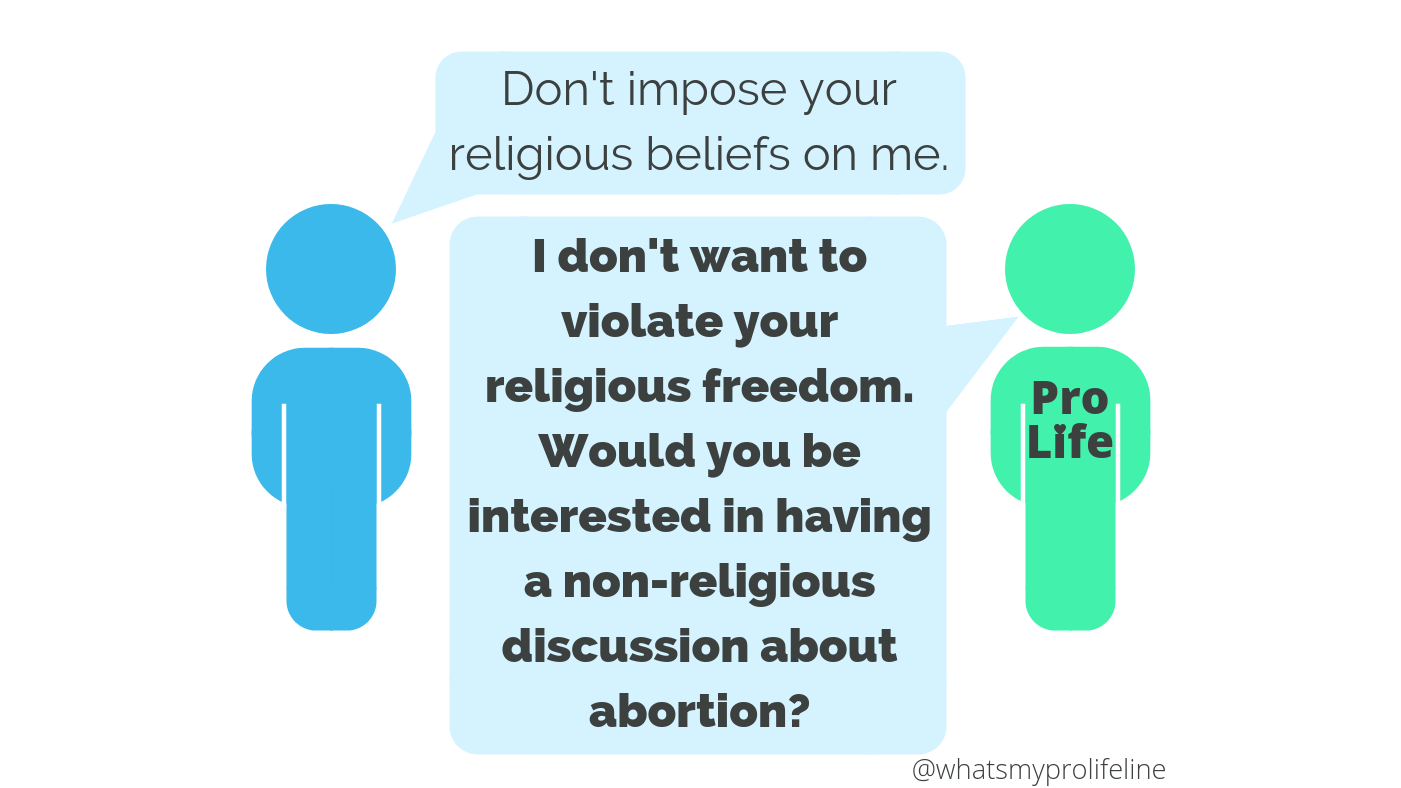 Don't impose your
religious beliefs on me.
I don't want to
violate your
religious freedom.
Would you be
interested in having
a non-religious
discussion about
abortion?
Pro
Life
@whatsmyprolifeline